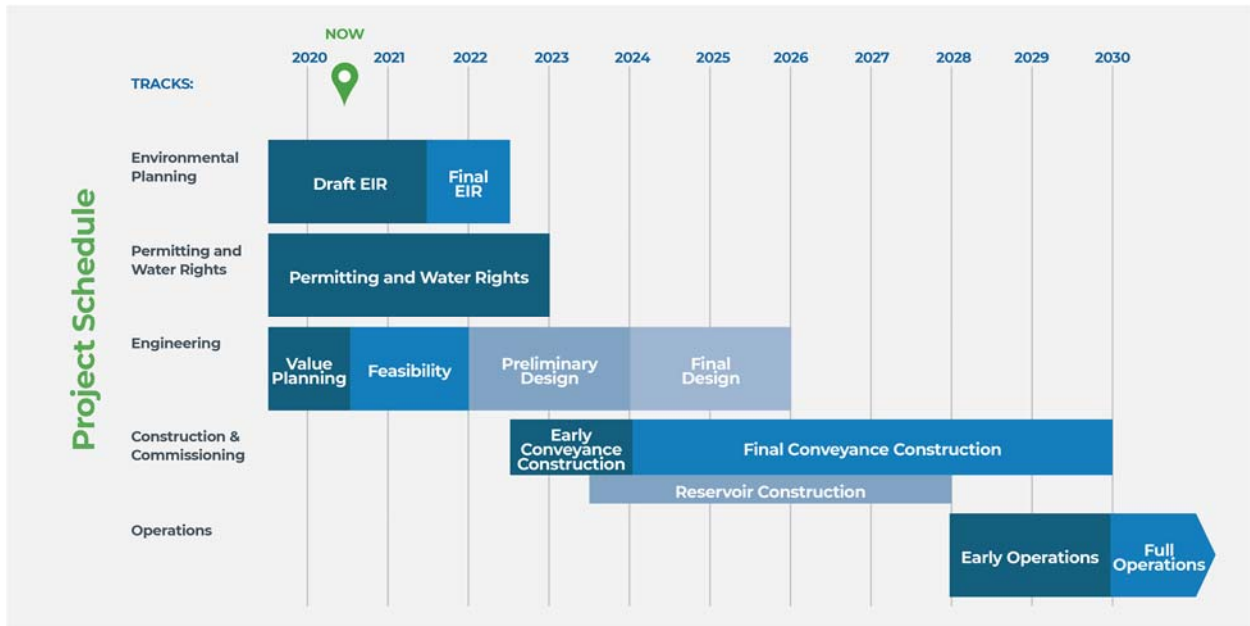 NOW
2020 2021 2022 2023 2024 2025 2026 2027 2028 2029 2030
TRACKS:
Project Schedule
Environmental
Planning
Draft EIR
Final
EIR
Permitting and
Water Rights
Permitting and Water Rights
Engineering
Value
Planning
Feasibility
Preliminary
Design
Final
Design
Construction &
Commissioning
Early
Conveyance
Construction
Final Conveyance Construction
Reservoir Construction
Operations
Early Operations
Full
Operations